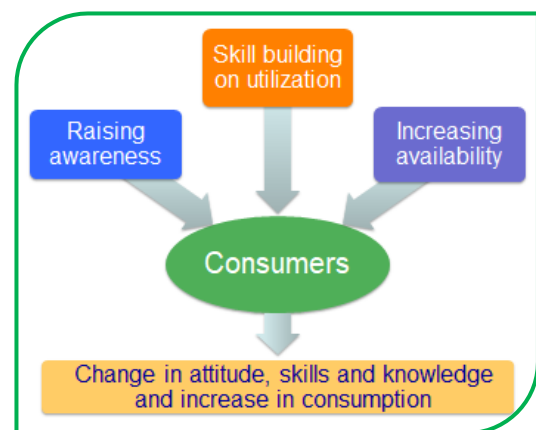 Skill building
on utilization
Raising
awareness
Increasing
availability
Consumers
Change in attitude, skills and knowledge
and increase in consumption